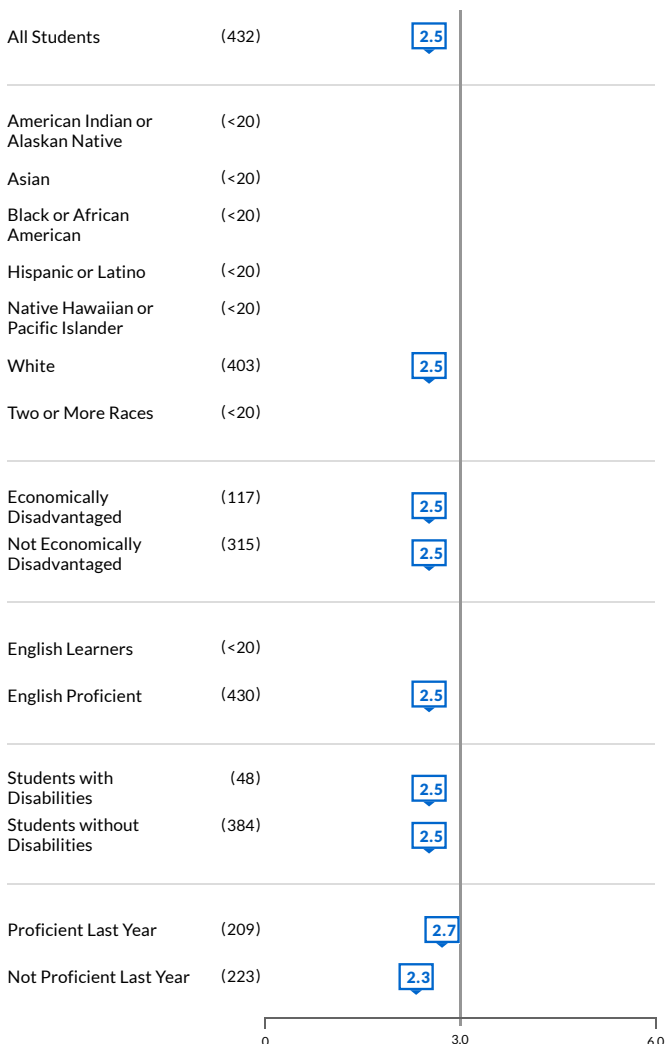 All Students (432) 2.5
American Indian or (<20)
Alaskan Native
Asian (<20)
Black or African (<20)
American
Hispanic or Latino (<20)
Native Hawaiian or (<20)
Pacific Islander
White (403) 2.5
Two or More Races (<20)
Economically (117) 2.5
Disadvantaged
Not Economically (315) 2.5
Disadvantaged
English Learners (<20)
English Proficient (430) 2.5
Students with (48) 2.5
Disabilities
Students without (384) 2.5
Disabilities
Proficient Last Year (209) 2.7
Not Proficient Last Year (223) 2.3
0 3.0 6.0